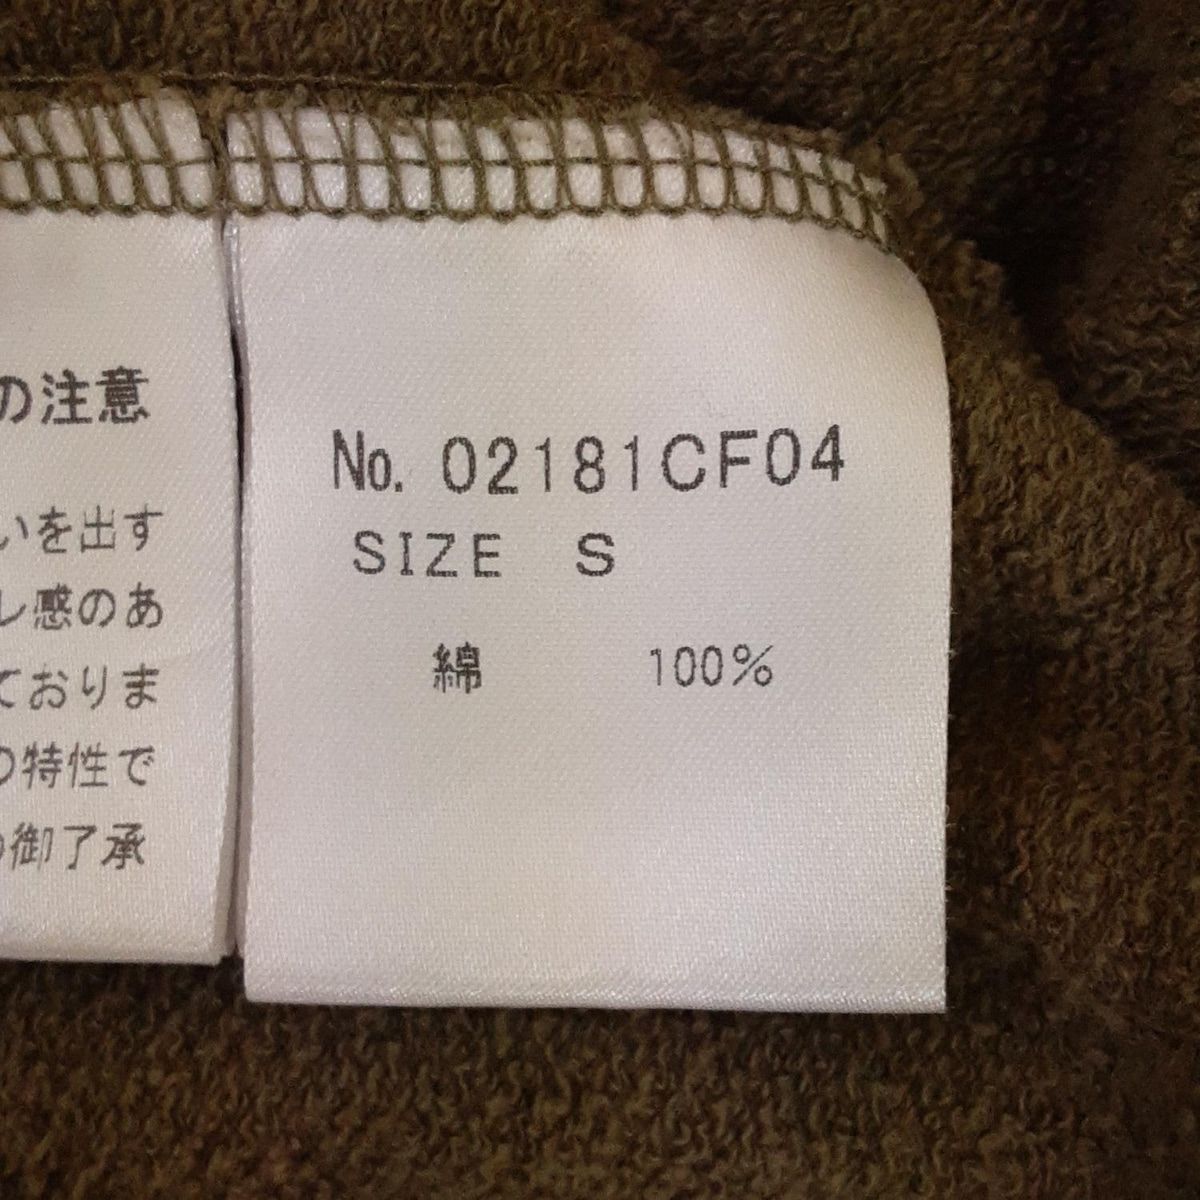 の注意
いを出す
レ感のあ
ておりま
の特性で
御了承
No. 02181CF04
SIZE S
綿 100%